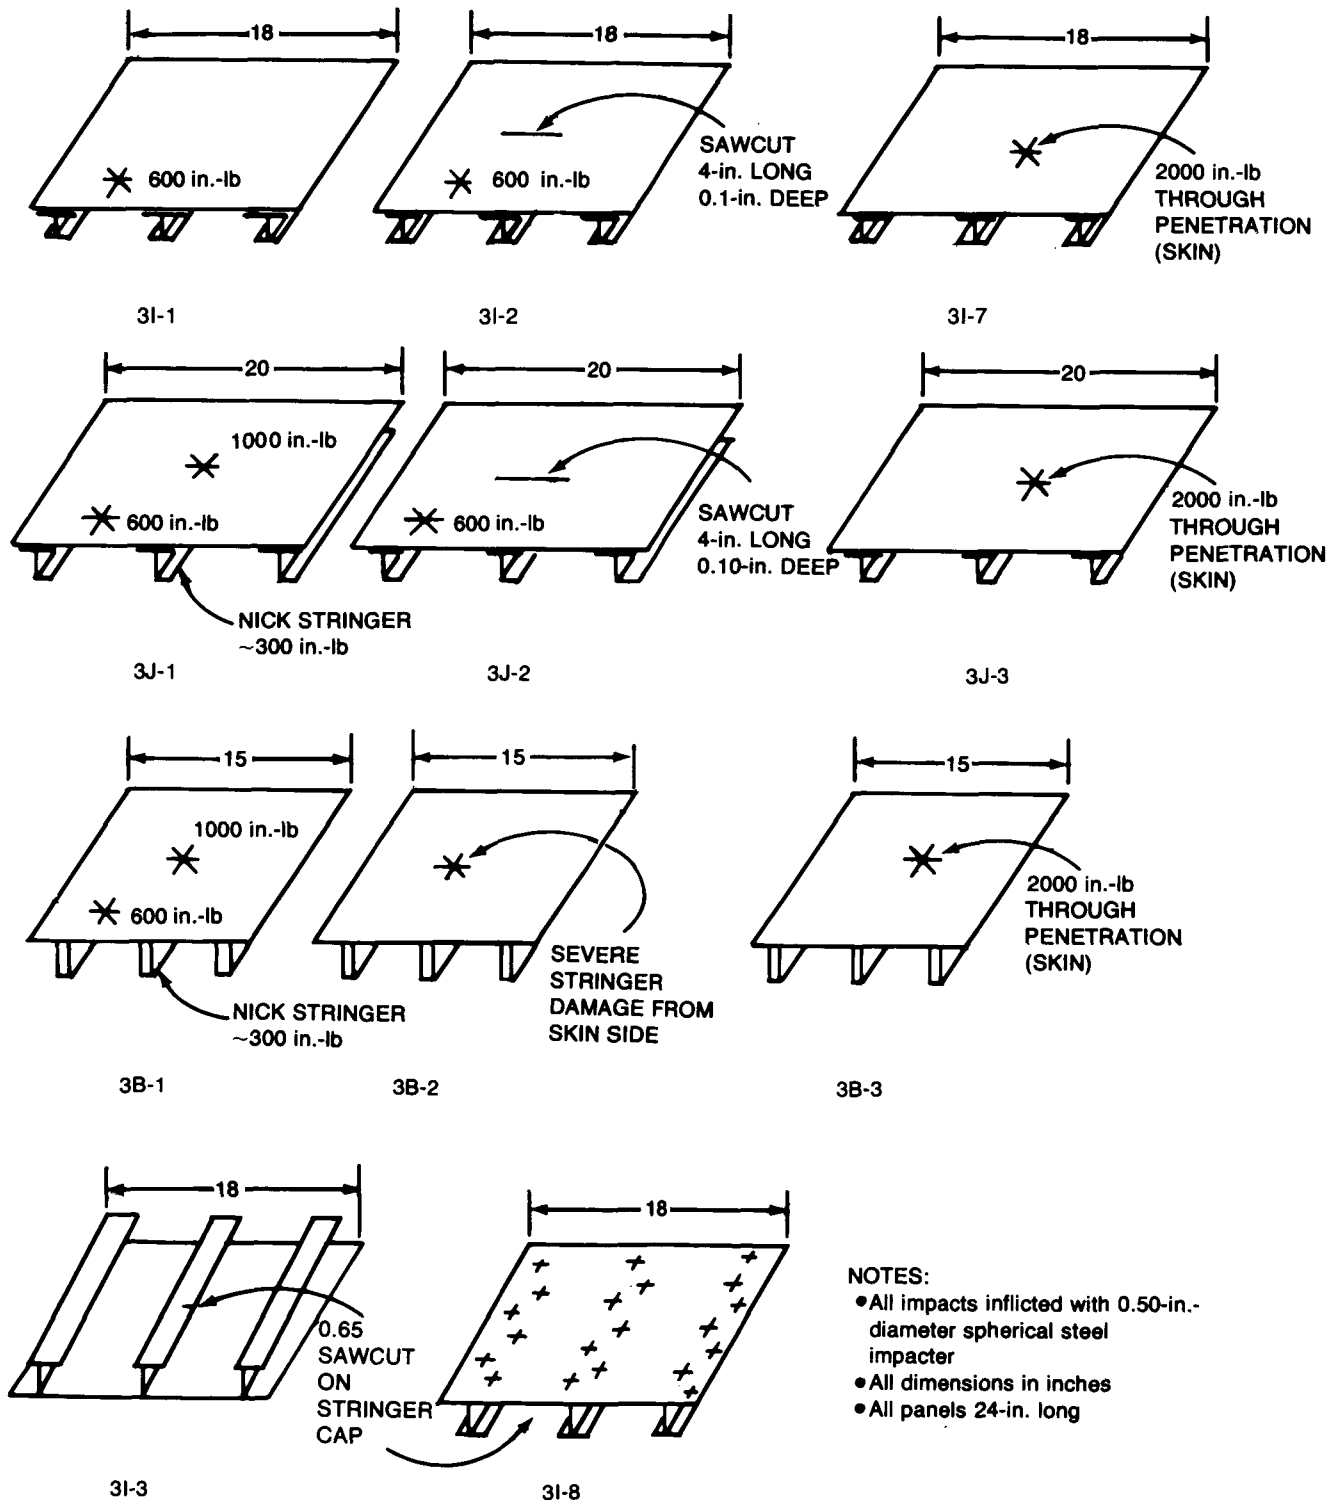 18
18
18
600 in.-lb
600 in.-lb
SAWCUT
4-in. LONG
0.1-in. DEEP
2000 in.-lb
THROUGH
PENETRATION
(SKIN)
3I-1
3I-2
3I-7
20
20
20
1000 in.-lb
600 in.-lb
600 in.-lb
SAWCUT
4-in. LONG
0.10-in. DEEP
2000 in.-lb
THROUGH
PENETRATION
(SKIN)
NICK STRINGER
~300 in.-lb
3J-1
3J-2
3J-3
15
15
15
1000 in.-lb
600 in.-lb
2000 in.-lb
THROUGH
PENETRATION
(SKIN)
SEVERE
STRINGER
DAMAGE FROM
SKIN SIDE
NICK STRINGER
~300 in.-lb
3B-1
3B-2
3B-3
18
18
0.65
SAWCUT
ON
STRINGER
CAP
NOTES:
●All impacts inflicted with 0.50-in.-
diameter spherical steel
impacter
●All dimensions in inches
●All panels 24-in. long
3I-3
3I-8